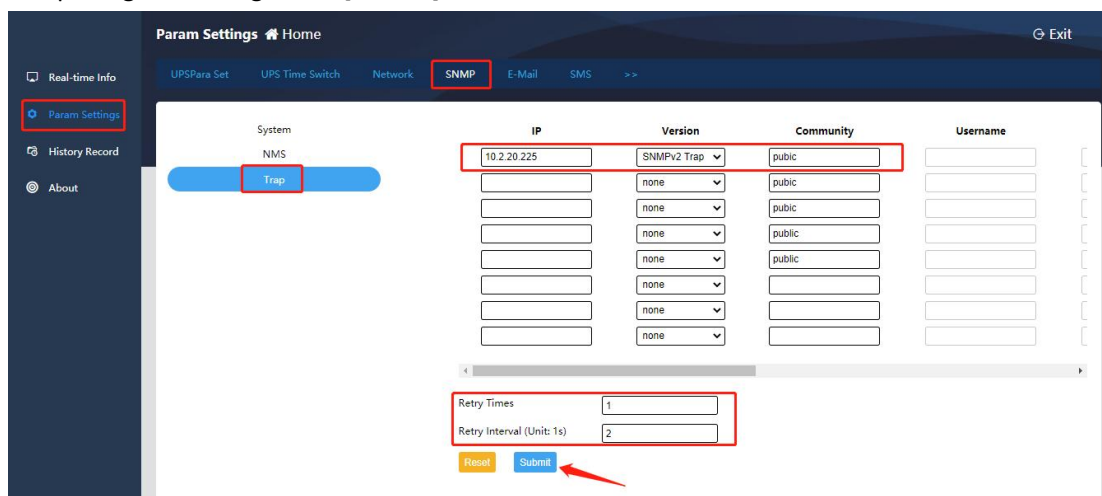 Param Settings Home Exit
Real-time Info
Param Settings
History Record
About
UPSPara Set UPS Time Switch Network SNMP E-Mail SMS >>
System
NMS
Trap
IP Version Community Username
10.2.20.225 SNMPv2 Trap pubic
none pubic
none pubic
none public
none public
none
none
none
Retry Times 1
Retry Interval (Unit: 1s) 2
Reset Submit